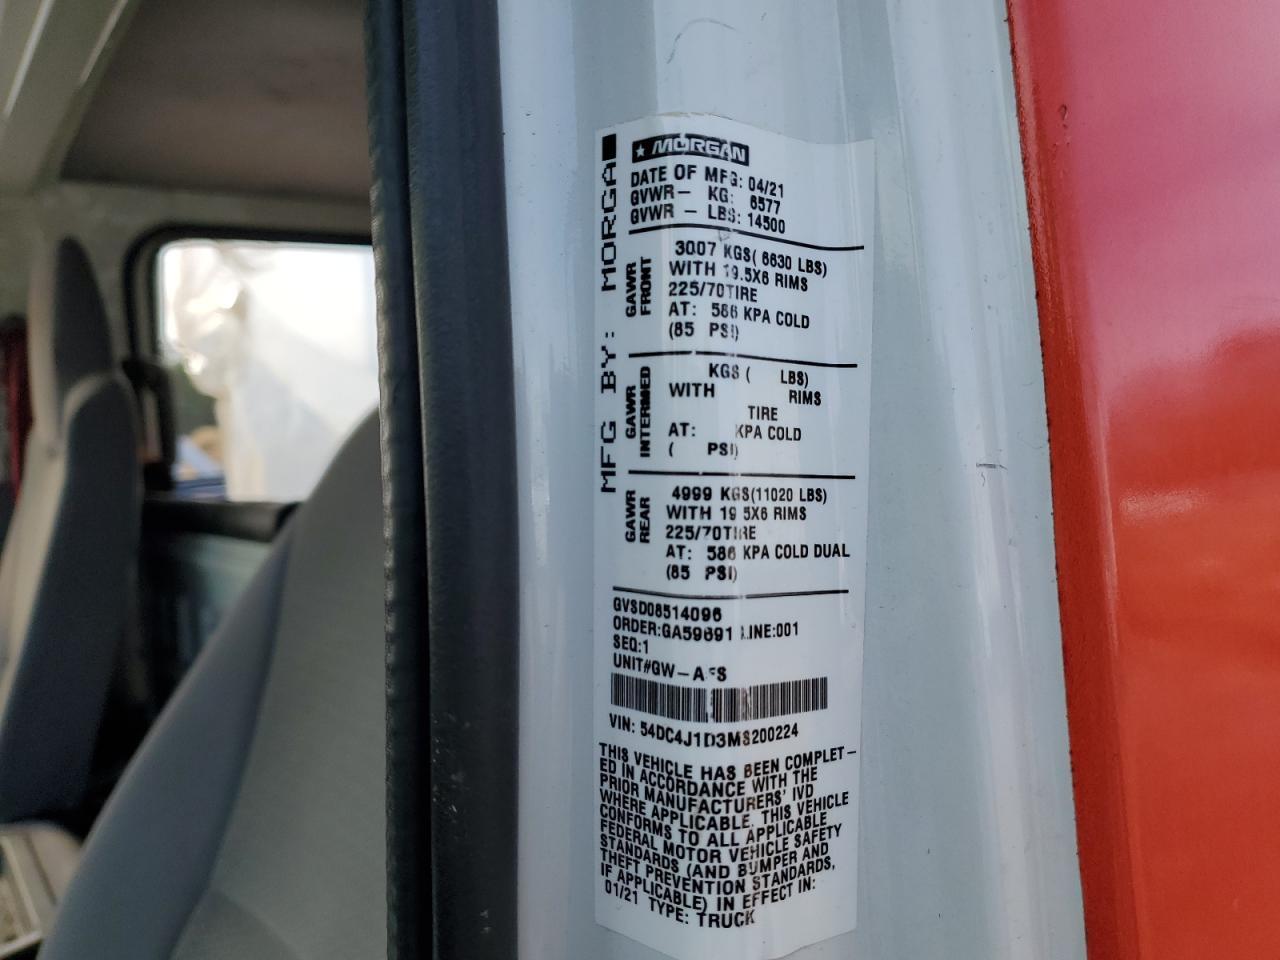 MORGAN
MFG BY: MORGA
DATE OF MFG: 04/21
GVWR- KG: 6577
GVWR - LBS: 14500
GAWR FRONT
3007 KGS( 6630 LBS)
WITH 19.5X6 RIMS
225/70TIRE
AT: 586 KPA COLD
(85 PSI)
GAWR INTERMED
KGS ( LBS)
WITH RIMS
TIRE
AT: KPA COLD
( PSI)
GAWR REAR
4999 KGS(11020 LBS)
WITH 19.5X6 RIMS
225/70TIRE
AT: 586 KPA COLD DUAL
(85 PSI)
GVSD08514096
ORDER:GA59691 LINE:001
SEQ:1
VIN: 54DC4J1D3MS200224
THIS VEHICLE HAS BEEN COMPLET-
ED IN ACCORDANCE WITH THE
PRIOR MANUFACTURERS' IVD
WHERE APPLICABLE. THIS VEHICLE
CONFORMS TO ALL APPLICABLE
FEDERAL MOTOR VEHICLE SAFETY
STANDARDS (AND BUMPER AND
THEFT PREVENTION STANDARDS,
IF APPLICABLE) IN EFFECT IN:
01/21 TYPE: TRUCK